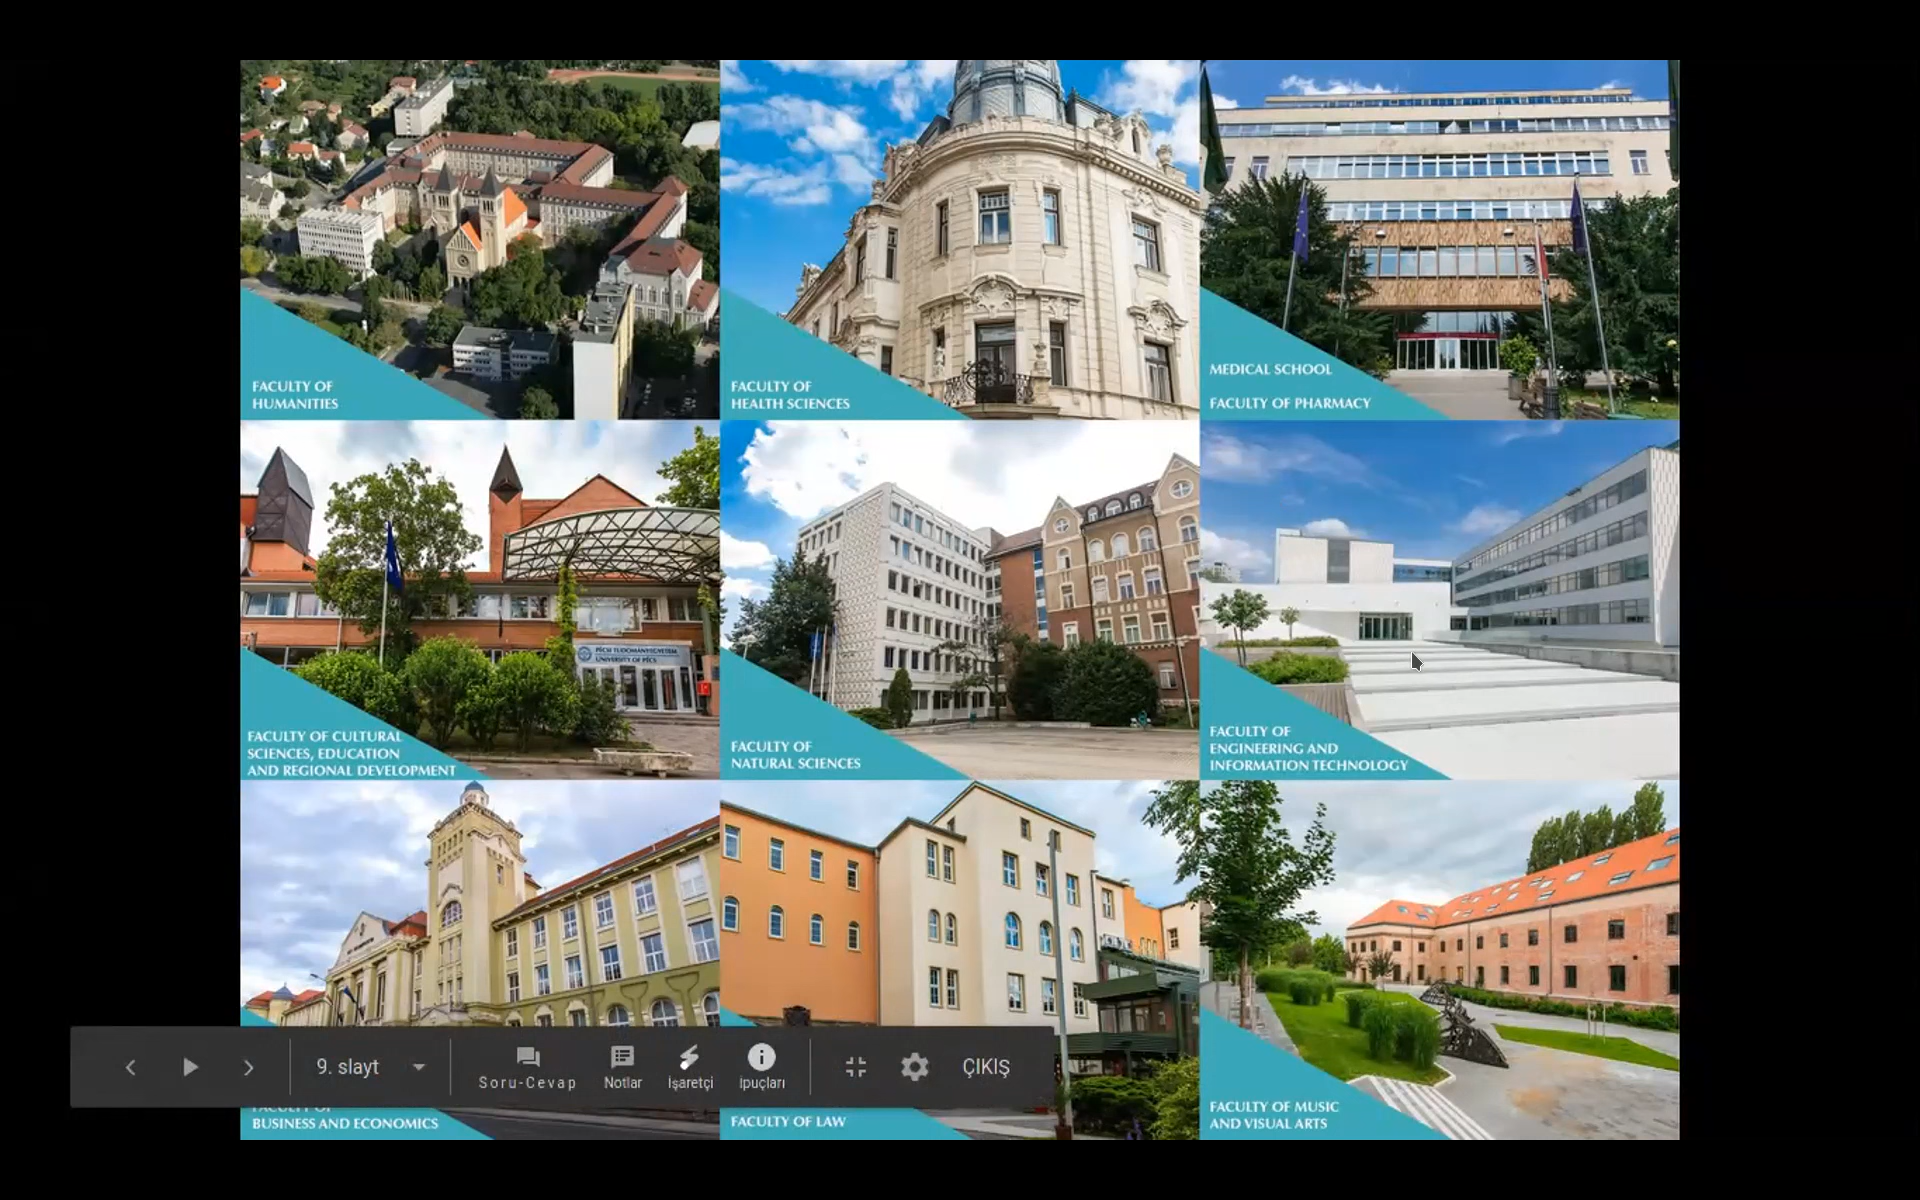 FACULTY OF
HUMANITIES
FACULTY OF
HEALTH SCIENCES
MEDICAL SCHOOL
FACULTY OF PHARMACY
PÉCSI TUDOMÁNYEGYETEM
UNIVERSITY OF PÉCS
FACULTY OF CULTURAL
SCIENCES, EDUCATION
AND REGIONAL DEVELOPMENT
FACULTY OF
NATURAL SCIENCES
FACULTY OF
ENGINEERING AND
INFORMATION TECHNOLOGY
9. slayt
Soru-Cevap
Notlar
İşaretçi
İpuçları
ÇIKIŞ
FACULTY OF
BUSINESS AND ECONOMICS
FACULTY OF LAW
FACULTY OF MUSIC
AND VISUAL ARTS